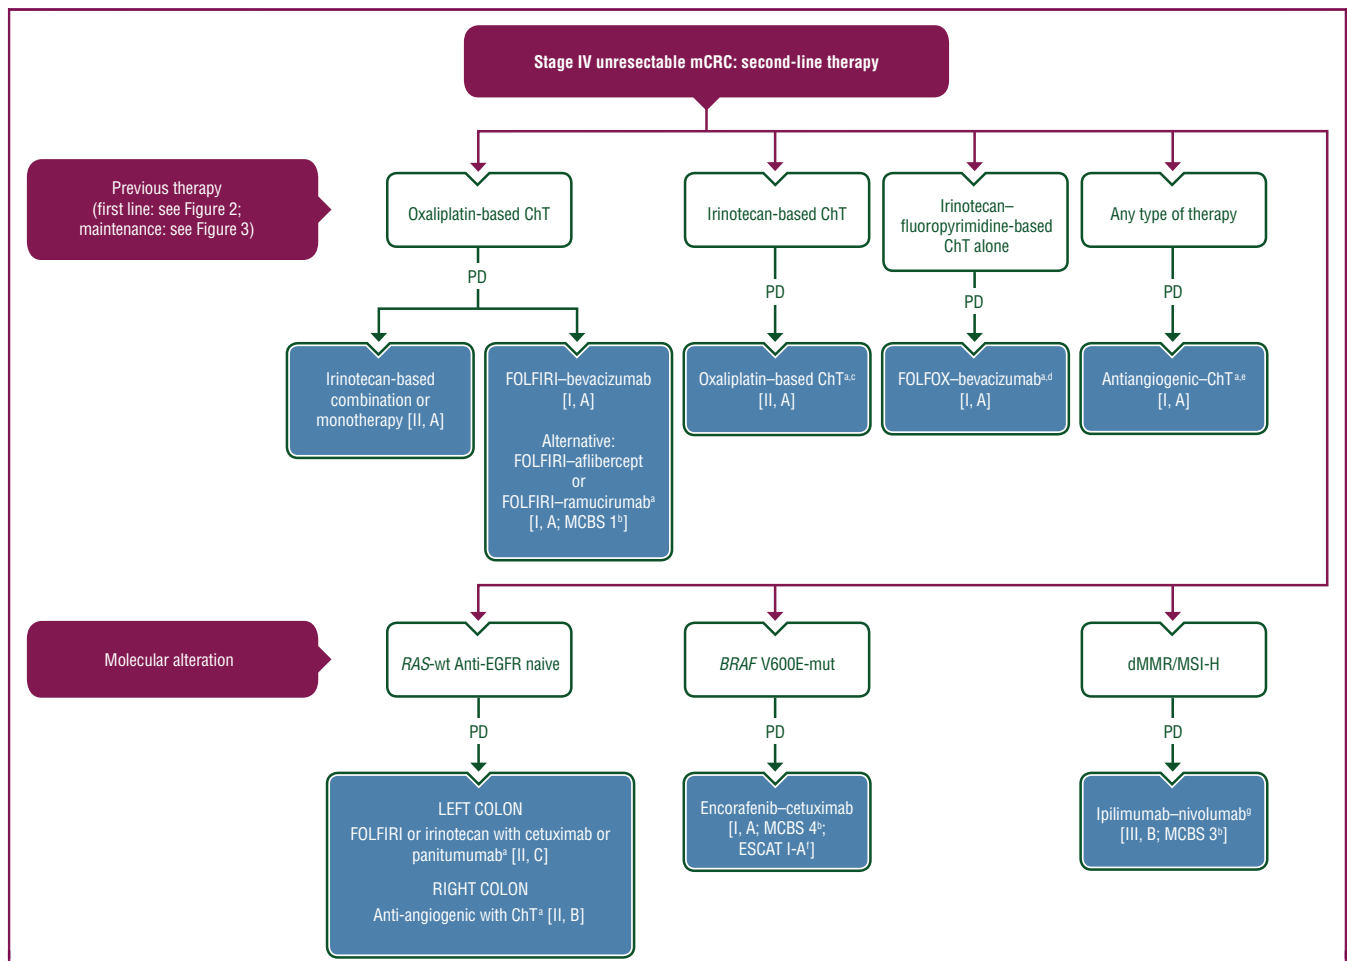 Stage IV unresectable mCRC: second-line therapy
Previous therapy
(first line: see Figure 2;
maintenance: see Figure 3)
Oxaliplatin-based ChT
Irinotecan-based ChT
Irinotecan–
fluoropyrimidine-based
ChT alone
Any type of therapy
PD
PD
PD
PD
Irinotecan-based
combination or
monotherapy [II, A]
FOLFIRI–bevacizumab
[I, A]
Alternative:
FOLFIRI–aflibercept
or
FOLFIRI–ramucirumabᵃ
[I, A; MCBS 1ᵇ]
Oxaliplatin–based ChTᵃ,ᶜ
[II, A]
FOLFOX–bevacizumabᵃ,ᵈ
[I, A]
Antiangiogenic–ChTᵃ,ᵉ
[I, A]
Molecular alteration
RAS-wt Anti-EGFR naive
BRAF V600E-mut
dMMR/MSI-H
PD
PD
PD
LEFT COLON
FOLFIRI or irinotecan with cetuximab or
panitumumabᵃ [II, C]
RIGHT COLON
Anti-angiogenic with ChTᵃ [II, B]
Encorafenib–cetuximab
[I, A; MCBS 4ᵇ;
ESCAT I-Aᶠ]
Ipilimumab–nivolumabᵍ
[III, B; MCBS 3ᵇ]